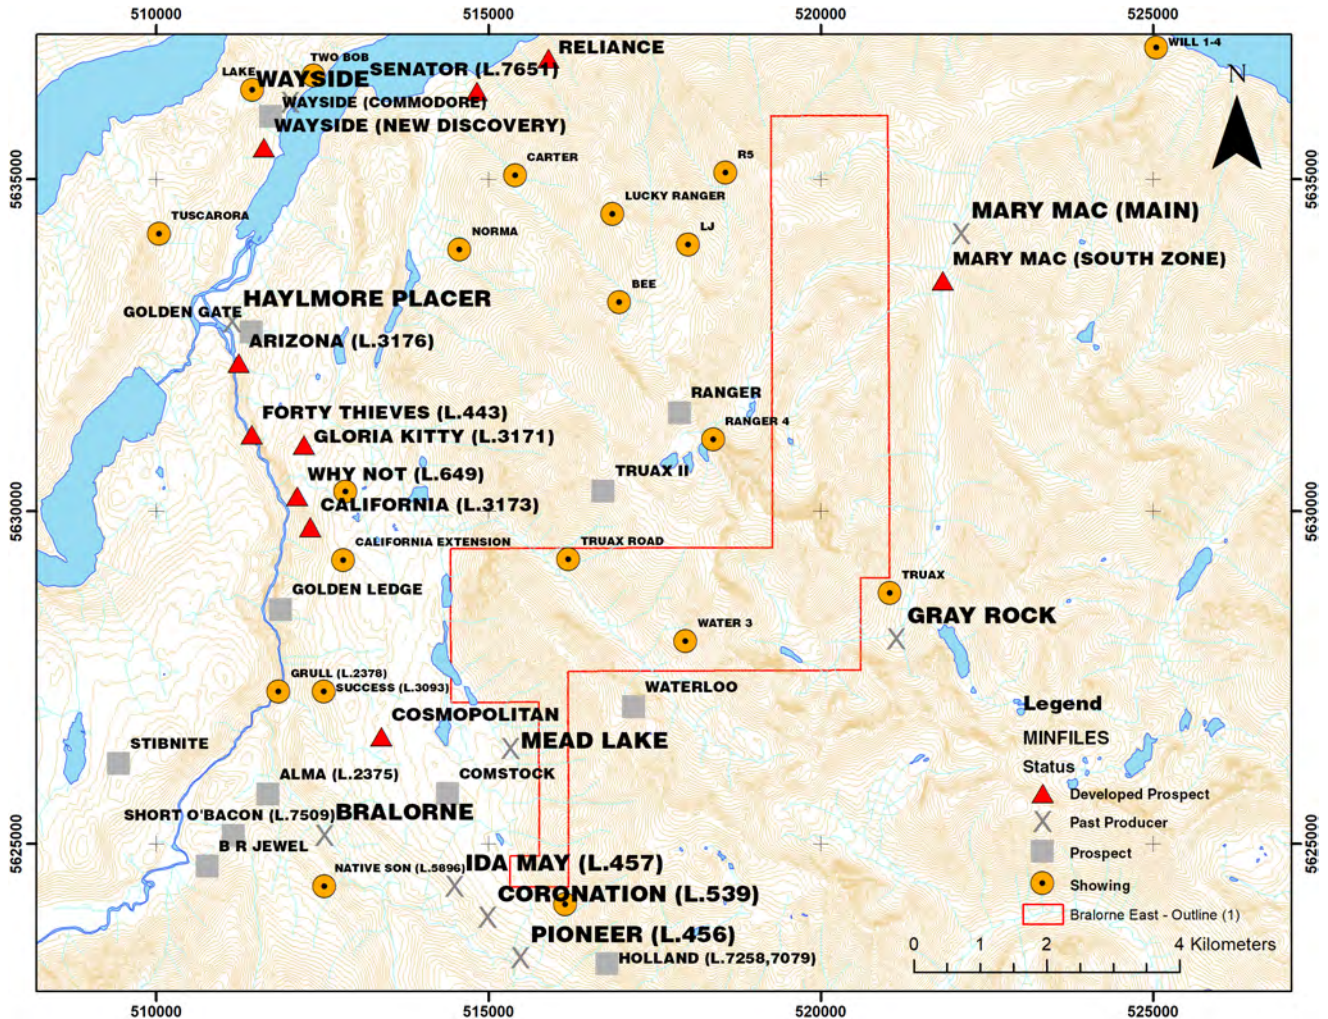 510000 515000 520000 525000
RELIANCE
WILL 1-4
TWO BOB
LAKE
WAYSIDE
SENATOR (L.7651)
N
WAYSIDE (COMMODORE)
WAYSIDE (NEW DISCOVERY)
CARTER
R5
5635000
5635000
LUCKY RANGER
TUSCARORA
MARY MAC (MAIN)
NORMA
LJ
MARY MAC (SOUTH ZONE)
BEE
HAYLMORE PLACER
GOLDEN GATE
ARIZONA (L.3176)
RANGER
FORTY THIEVES (L.443)
RANGER 4
GLORIA KITTY (L.3171)
WHY NOT (L.649)
TRUAX II
CALIFORNIA (L.3173)
5630000
5630000
CALIFORNIA EXTENSION
TRUAX ROAD
TRUAX
GOLDEN LEDGE
GRAY ROCK
WATER 3
GRULL (L.2378)
SUCCESS (L.3093)
WATERLOO
COSMOPOLITAN
STIBNITE
MEAD LAKE
ALMA (L.2375)
COMSTOCK
SHORT O'BACON (L.7509)
BRALORNE
B R JEWEL
5625000
5625000
NATIVE SON (L.5896)
IDA MAY (L.457)
CORONATION (L.539)
PIONEER (L.456)
HOLLAND (L.7258,7079)
Legend
MINFILES
Status
Developed Prospect
Past Producer
Prospect
Showing
Bralorne East - Outline (1)
0 1 2 4 Kilometers
510000 515000 520000 525000